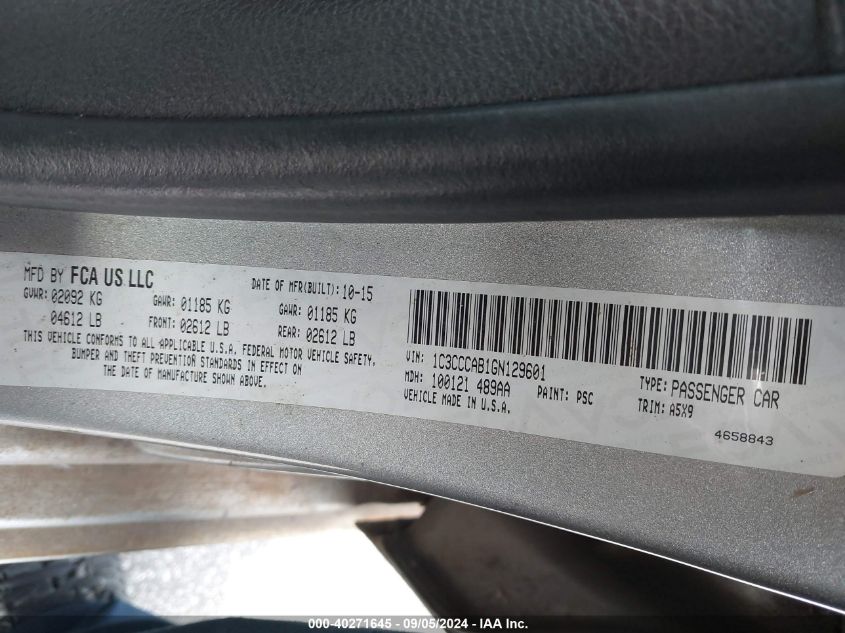 MFD BY FCA US LLC
DATE OF MFR(BUILT): 10-15
GVWR: 02092 KG
GAWR: 01185 KG
GAWR: 01185 KG
04612 LB
FRONT: 02612 LB
REAR: 02612 LB
THIS VEHICLE CONFORMS TO ALL APPLICABLE U.S.A. FEDERAL MOTOR VEHICLE SAFETY,
BUMPER AND THEFT PREVENTION STANDARDS IN EFFECT ON
THE DATE OF MANUFACTURE SHOWN ABOVE.
VIN: 1C3CCCAB1GN129601
TYPE: PASSENGER CAR
MDH: 100121 489AA
PAINT: PSC
TRIM: A5X9
VEHICLE MADE IN U.S.A.
4658843
000-40271645 - 09/05/2024 - IAA Inc.